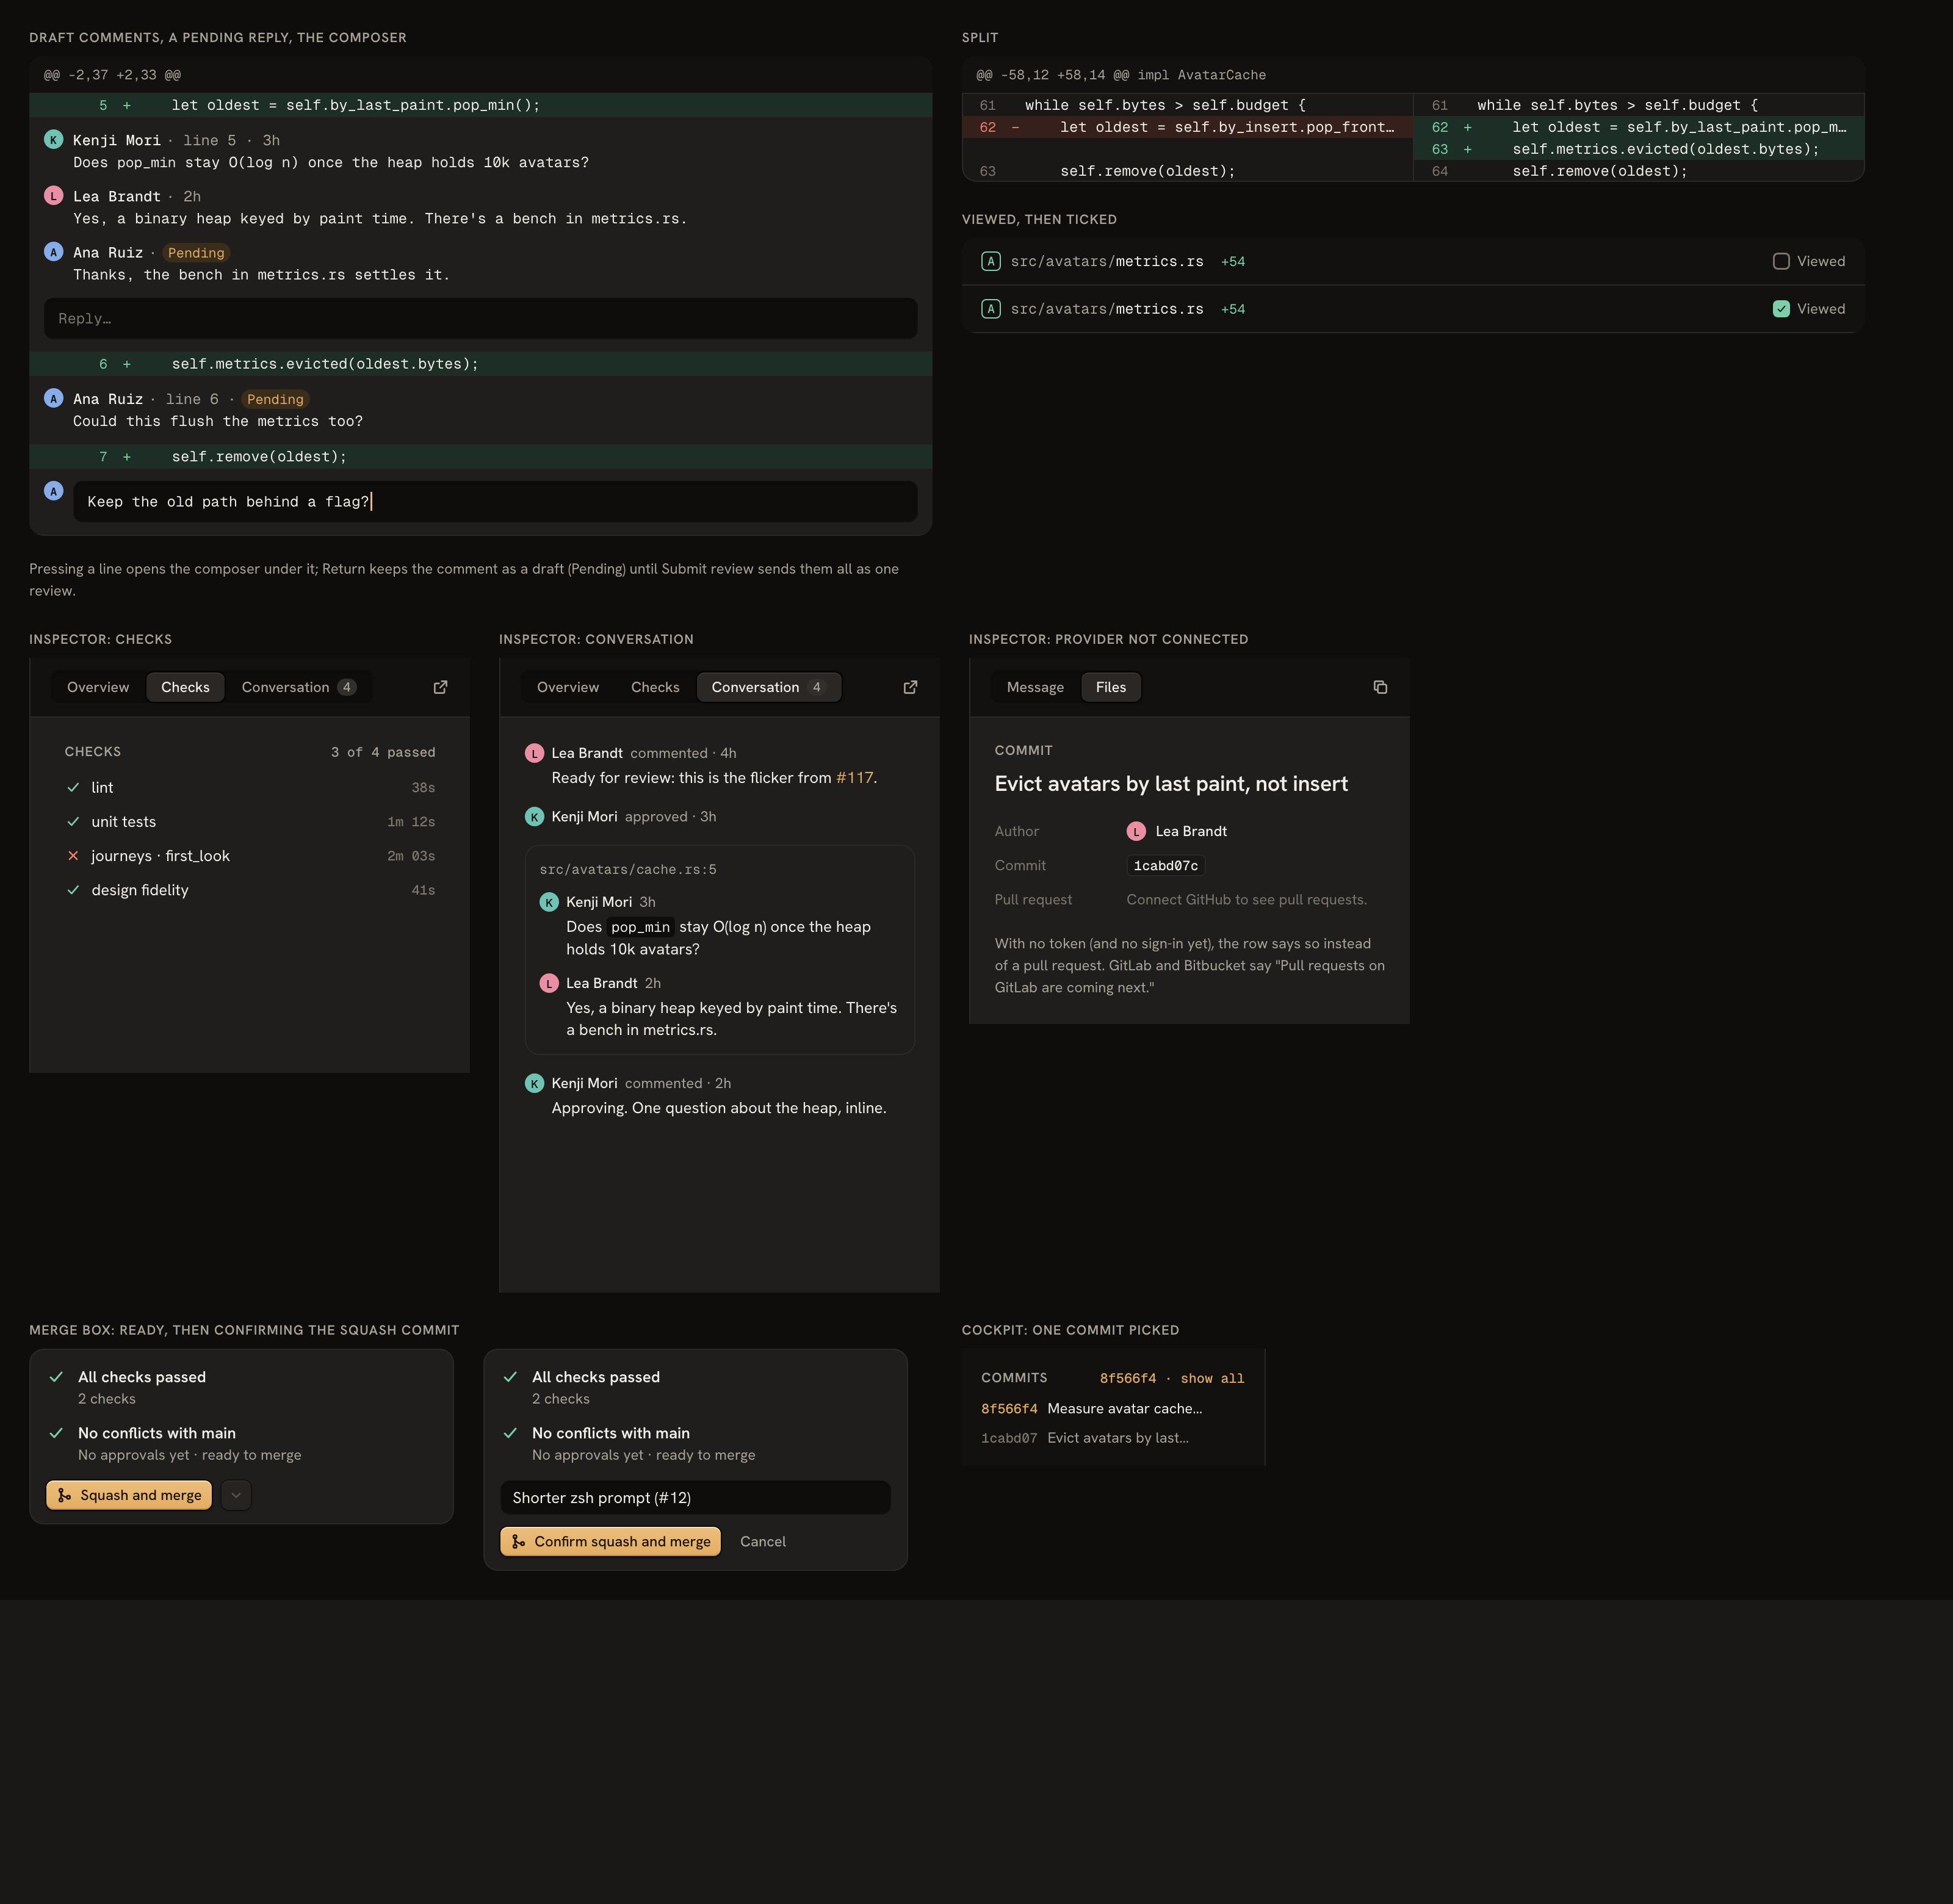 DRAFT COMMENTS, A PENDING REPLY, THE COMPOSER
@@ -2,37 +2,33 @@
5 + let oldest = self.by_last_paint.pop_min();
K Kenji Mori · line 5 · 3h
Does pop_min stay O(log n) once the heap holds 10k avatars?
L Lea Brandt · 2h
Yes, a binary heap keyed by paint time. There's a bench in metrics.rs.
A Ana Ruiz · Pending
Thanks, the bench in metrics.rs settles it.
Reply…
6 + self.metrics.evicted(oldest.bytes);
A Ana Ruiz · line 6 · Pending
Could this flush the metrics too?
7 + self.remove(oldest);
A Keep the old path behind a flag?
Pressing a line opens the composer under it; Return keeps the comment as a draft (Pending) until Submit review sends them all as one
review.
SPLIT
@@ -58,12 +58,14 @@ impl AvatarCache
61 while self.bytes > self.budget {
62 − let oldest = self.by_insert.pop_front…
63 self.remove(oldest);
61 while self.bytes > self.budget {
62 + let oldest = self.by_last_paint.pop_m…
63 + self.metrics.evicted(oldest.bytes);
64 self.remove(oldest);
VIEWED, THEN TICKED
A src/avatars/metrics.rs +54 Viewed
A src/avatars/metrics.rs +54 Viewed
INSPECTOR: CHECKS
Overview Checks Conversation 4
CHECKS 3 of 4 passed
lint 38s
unit tests 1m 12s
journeys · first_look 2m 03s
design fidelity 41s
INSPECTOR: CONVERSATION
Overview Checks Conversation 4
L Lea Brandt commented · 4h
Ready for review: this is the flicker from #117.
K Kenji Mori approved · 3h
src/avatars/cache.rs:5
K Kenji Mori 3h
Does pop_min stay O(log n) once the heap
holds 10k avatars?
L Lea Brandt 2h
Yes, a binary heap keyed by paint time. There's
a bench in metrics.rs.
K Kenji Mori commented · 2h
Approving. One question about the heap, inline.
INSPECTOR: PROVIDER NOT CONNECTED
Message Files
COMMIT
Evict avatars by last paint, not insert
Author L Lea Brandt
Commit 1cabd07c
Pull request Connect GitHub to see pull requests.
With no token (and no sign-in yet), the row says so instead
of a pull request. GitLab and Bitbucket say "Pull requests on
GitLab are coming next."
MERGE BOX: READY, THEN CONFIRMING THE SQUASH COMMIT
All checks passed
2 checks
No conflicts with main
No approvals yet · ready to merge
Squash and merge
All checks passed
2 checks
No conflicts with main
No approvals yet · ready to merge
Shorter zsh prompt (#12)
Confirm squash and merge Cancel
COCKPIT: ONE COMMIT PICKED
COMMITS 8f566f4 · show all
8f566f4 Measure avatar cache…
1cabd07 Evict avatars by last…